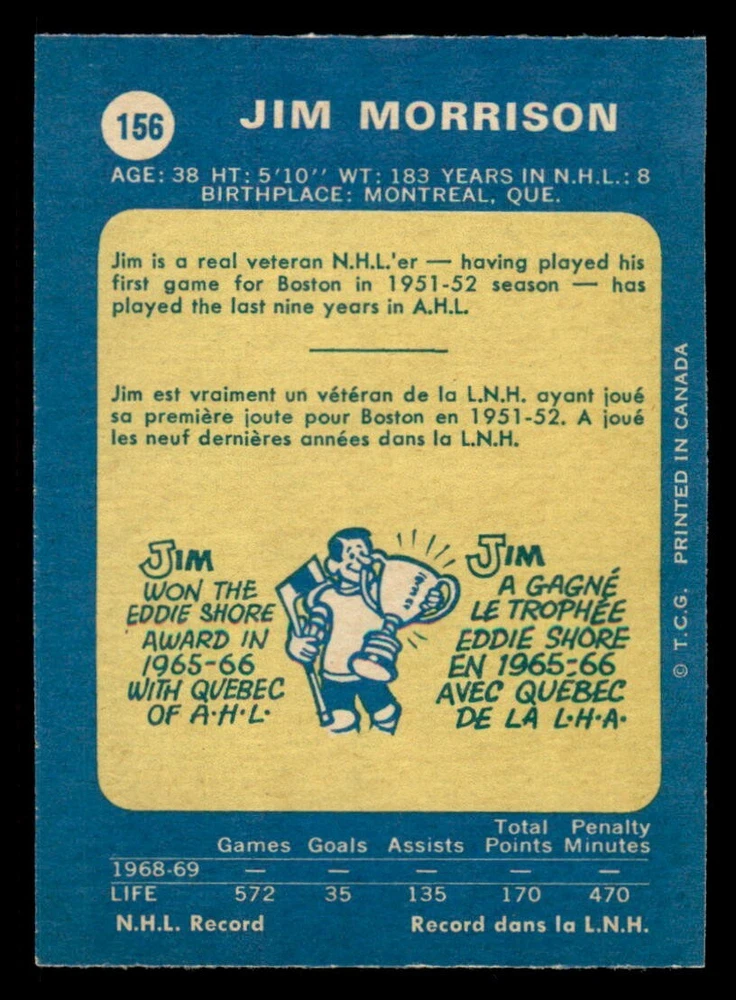 156
JIM MORRISON
AGE: 38 HT: 5'10'' WT: 183 YEARS IN N.H.L.: 8
BIRTHPLACE: MONTREAL, QUE.
Jim is a real veteran N.H.L.'er — having played his
first game for Boston in 1951-52 season — has
played the last nine years in A.H.L.
Jim est vraiment un vétéran de la L.N.H. ayant joué
sa première joute pour Boston en 1951-52. A joué
les neuf dernières années dans la L.N.H.
JIM
WON THE
EDDIE SHORE
AWARD IN
1965-66
WITH QUEBEC
OF A·H·L·
JIM
A GAGNÉ
LE TROPHÉE
EDDIE SHORE
EN 1965-66
AVEC QUÉBEC
DE LA L·H·A·
© T.C.G. PRINTED IN CANADA
Games Goals Assists Total Points Penalty Minutes
1968-69 — — — — —
LIFE 572 35 135 170 470
N.H.L. Record Record dans la L.N.H.